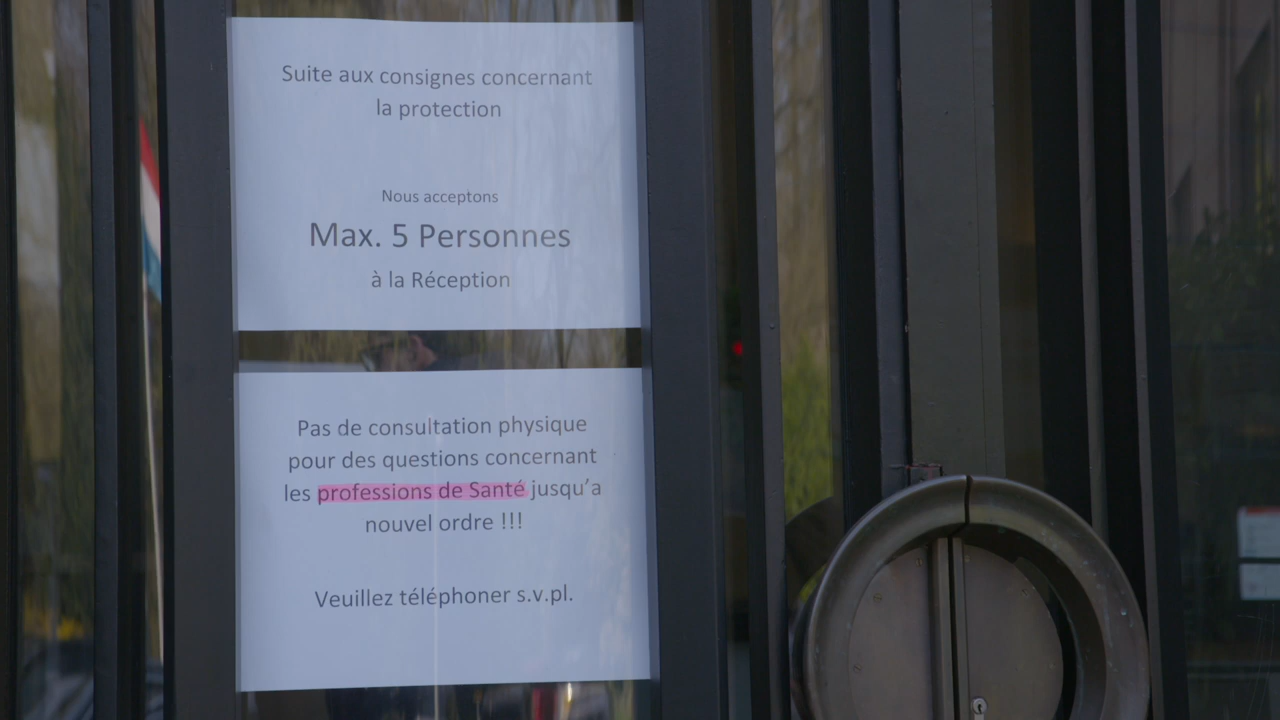 Suite aux consignes concernant
la protection
Nous acceptons
Max. 5 Personnes
à la Réception
Pas de consultation physique
pour des questions concernant
les professions de Santé jusqu'a
nouvel ordre !!!
Veuillez téléphoner s.v.pl.